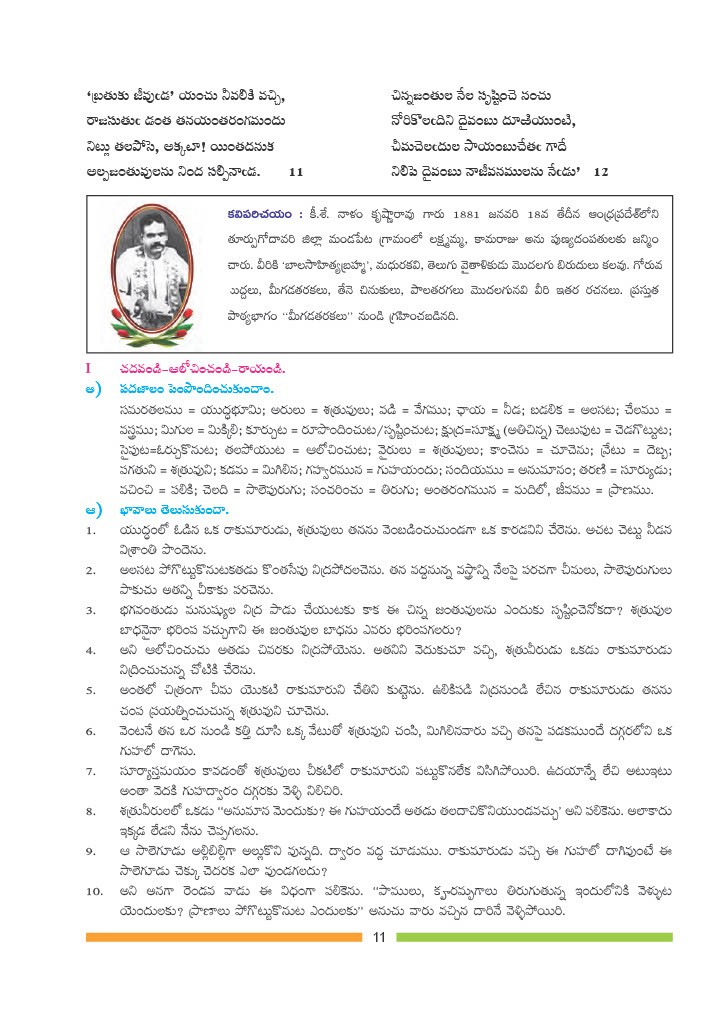 ‘బ్రతుకు జీవుఁడ’ యంచు నీవలికి వచ్చి,
రాజసుతుఁ డంత తనయంతరంగమందు
నిట్లు తలపోసె, అక్కటా! యింతదనుక
అల్పజంతువులను నింద సల్పినాఁడ. 11
చిన్నజంతుల నేల సృష్టించె నంచు
నోరికొలఁదిని దైవంబు దూఱియుంటి,
చీమచెలఁదుల సాయంబుచేతఁ గాదే
నిలిపె దైవంబు నాజీవనములను నేఁడు’ 12
కవిపరిచయం : కీ.శే. నాళం కృష్ణారావు గారు 1881 జనవరి 18వ తేదీన ఆంధ్రప్రదేశ్‌లోని
తూర్పుగోదావరి జిల్లా మండపేట గ్రామంలో లక్ష్మమ్మ, కామరాజు అను పుణ్యదంపతులకు జన్మిం
చారు. వీరికి ‘బాలసాహిత్యబ్రహ్మ’, మధురకవి, తెలుగు వైతాళికుడు మొదలగు బిరుదులు కలవు. గోరువ
ుద్దలు, మీగడతరకలు, తేనె చినుకులు, పాలతరగలు మొదలగునవి వీరి ఇతర రచనలు. ప్రస్తుత
పాఠ్యభాగం “మీగడతరకలు” నుండి గ్రహించబడినది.
I చదవండి-ఆలోచించండి-రాయండి.
అ) పదజాలం పెంపొందించుకుందాం.
సమరతలము = యుద్ధభూమి; అరులు = శత్రువులు; వడి = వేగము; ఛాయ = నీడ; బడలిక = అలసట; చేలము =
వస్త్రము; మిగుల = మిక్కిలి; కూర్చుట = రూపొందించుట/సృష్టించుట; క్షుద్ర=సూక్ష్మ (అతిచిన్న) చెఱువుట = చెడగొట్టుట;
సైఁపుట=ఓర్చుకొనుట; తలపోయుట = ఆలోచించుట; వైరులు = శత్రువులు; కాంచెను = చూచెను; వ్రేటు = దెబ్బ;
పగతుని = శత్రువుని; కడమ = మిగిలిన; గహ్వరమున = గుహయందు; సందియము = అనుమానం; తరణి = సూర్యుడు;
వచించి = పలికి; చెలది = సాలెపురుగు; సంచరించు = తిరుగు; అంతరంగమున = మదిలో, జీవము = ప్రాణము.
ఆ) భావాలు తెలుసుకుందా.
1. యుద్ధంలో ఓడిన ఒక రాకుమారుడు, శత్రువులు తనను వెంబడించుచుండగా ఒక కారడవిని చేరెను. అచట చెట్టు నీడన
విశ్రాంతి పొందెను.
2. అలసట పోగొట్టుకొనుటకతడు కొంతసేపు నిద్రపోదలచెను. తన వద్దనున్న వస్త్రాన్ని నేలపై పరచగా చీమలు, సాలెపురుగులు
పాకుచు అతన్ని చీకాకు పరచెను.
3. భగవంతుడు మనుష్యుల నిద్ర పాడు చేయుటకు కాక ఈ చిన్న జంతువులను ఎందుకు సృష్టించెనోకదా? శత్రువుల
బాధనైనా భరింప వచ్చుగాని ఈ జంతువుల బాధను ఎవరు భరింపగలరు?
4. అని ఆలోచించుచు అతడు చివరకు నిద్రపోయెను. అతనిని వెదుకుచూ వచ్చి, శత్రువీరుడు ఒకడు రాకుమారుడు
నిద్రించుచున్న చోటికి చేరెను.
5. అంతలో చిత్రంగా చీమ యొకటి రాకుమారుని చేతిని కుట్టెను. ఉలికిపడి నిద్రనుండి లేచిన రాకుమారుడు తనను
చంప ప్రయత్నించుచున్న శత్రువుని చూచెను.
6. వెంటనే తన ఒర నుండి కత్తి దూసి ఒక్క వేటుతో శత్రువుని చంపి, మిగిలినవారు వచ్చి తనపై పడకముందే దగ్గరలోని ఒక
గుహలో దాగెను.
7. సూర్యాస్తమయం కావడంతో శత్రువులు చీకటిలో రాకుమారుని పట్టుకొనలేక విసిగిపోయిరి. ఉదయాన్నే లేచి అటుఇటు
అంతా వెదకి గుహద్వారం దగ్గరకు వెళ్ళి నిలిచిరి.
8. శత్రువీరులలో ఒకడు “అనుమాన మెందుకు? ఈ గుహయందే అతడు తలదాచికొనియుండవచ్చు’ అని పలికెను. అలాకాదు
ఇక్కడ లేడని నేను చెప్పగలను.
9. ఆ సాలెగూడు అల్లిబిల్లిగా అల్లుకొని వున్నది. ద్వారం వద్ద చూడుము. రాకుమారుడు వచ్చి ఈ గుహలో దాగివుంటే ఈ
సాలెగూడు చెక్కు చెదరక ఎలా వుండగలదు?
10. అని అనగా రెండవ వాడు ఈ విధంగా పలికెను. “పాములు, క్రూరమృగాలు తిరుగుతున్న ఇందులోనికి వెళ్ళుట
యెందులకు? ప్రాణాలు పోగొట్టుకొనుట ఎందులకు” అనుచు వారు వచ్చిన దారినే వెళ్ళిపోయిరి.
11